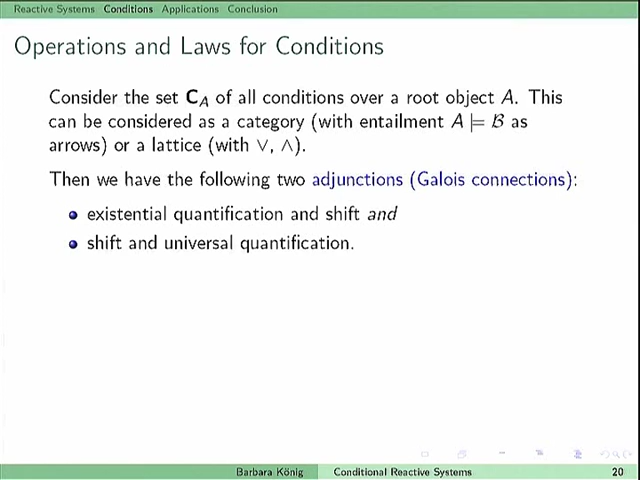 Reactive Systems Conditions Applications Conclusion
Operations and Laws for Conditions
Consider the set C_A of all conditions over a root object A. This
can be considered as a category (with entailment A ⊨ B as
arrows) or a lattice (with ∨, ∧).
Then we have the following two adjunctions (Galois connections):
existential quantification and shift and
shift and universal quantification.
Barbara König Conditional Reactive Systems 20